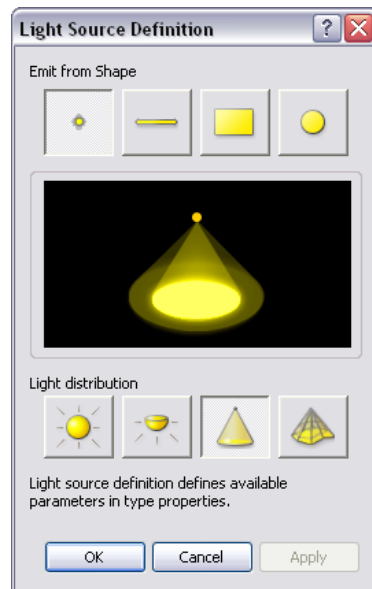 Light Source Definition
?
Emit from Shape
Light distribution
Light source definition defines available
parameters in type properties.
OK
Cancel
Apply